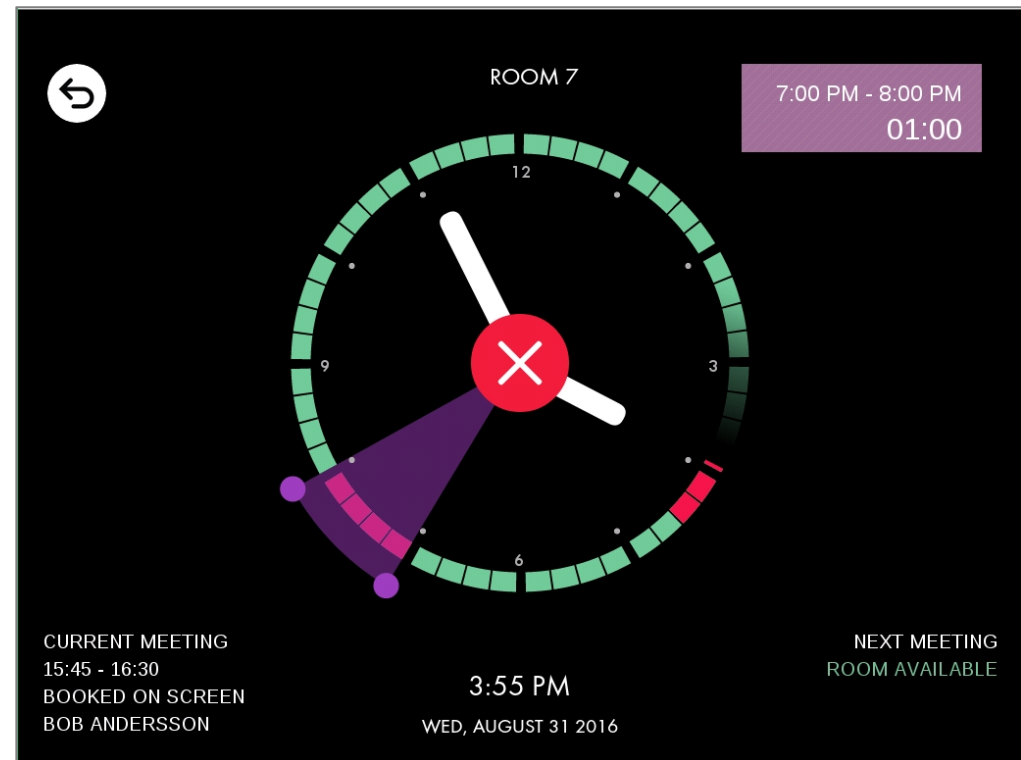 ROOM 7
7:00 PM - 8:00 PM
01:00
12
9
3
6
CURRENT MEETING
15:45 - 16:30
BOOKED ON SCREEN
BOB ANDERSSON
3:55 PM
WED, AUGUST 31 2016
NEXT MEETING
ROOM AVAILABLE